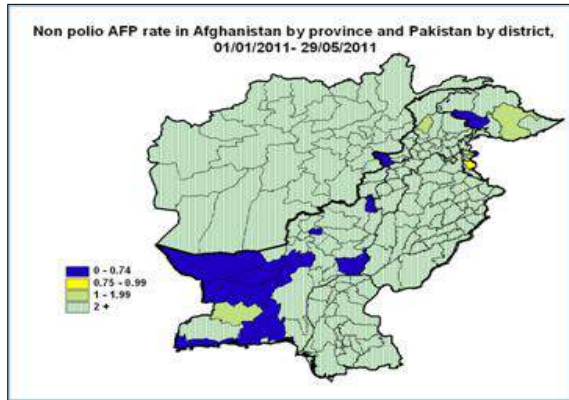 Non polio AFP rate in Afghanistan by province and Pakistan by district,
01/01/2011- 29/05/2011
0 - 0.74
0.75 - 0.99
1 - 1.99
2 +